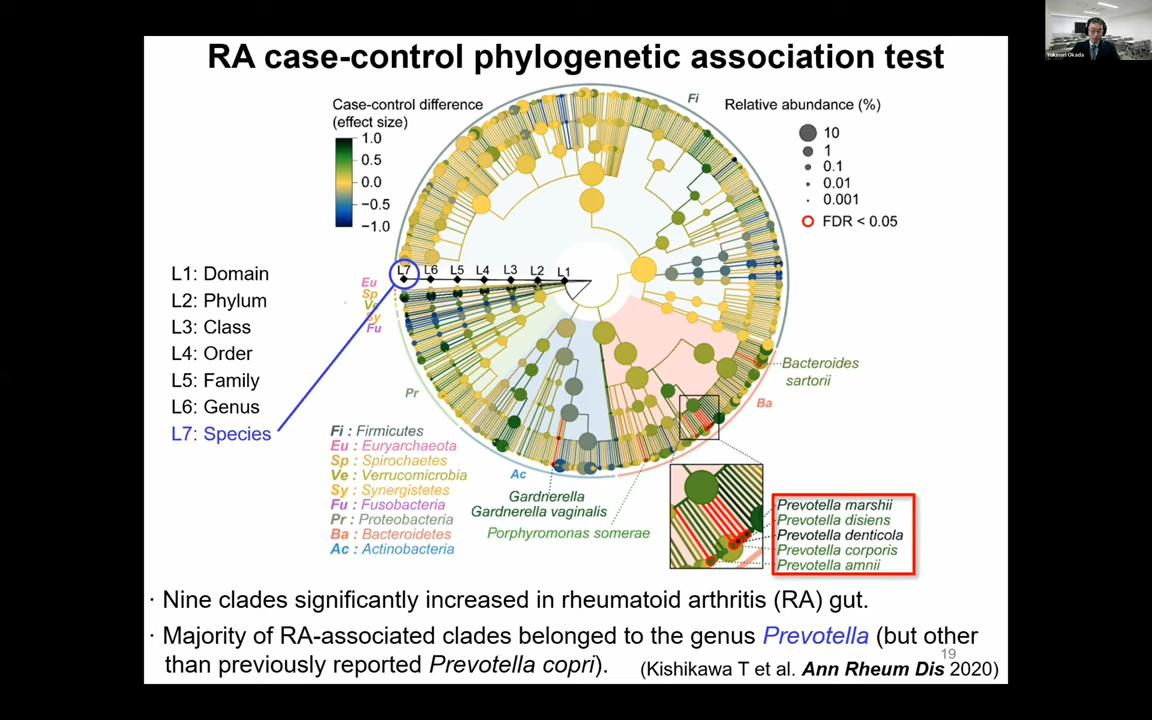 Yukinori Okada
RA case-control phylogenetic association test
Case-control difference
(effect size)
1.0
0.5
0.0
−0.5
−1.0
Fi
Relative abundance (%)
10
1
0.1
0.01
0.001
FDR < 0.05
L7 L6 L5 L4 L3 L2 L1
Eu
Sp
Ve
Sy
Fu
L1: Domain
L2: Phylum
L3: Class
L4: Order
L5: Family
L6: Genus
L7: Species
Pr
Ac
Ba
Bacteroides
sartorii
Fi : Firmicutes
Eu : Euryarchaeota
Sp : Spirochaetes
Ve : Verrucomicrobia
Sy : Synergistetes
Fu : Fusobacteria
Pr : Proteobacteria
Ba : Bacteroidetes
Ac : Actinobacteria
Gardnerella
Gardnerella vaginalis
Porphyromonas somerae
Prevotella marshii
Prevotella disiens
Prevotella denticola
Prevotella corporis
Prevotella amnii
· Nine clades significantly increased in rheumatoid arthritis (RA) gut.
· Majority of RA-associated clades belonged to the genus Prevotella (but other
than previously reported Prevotella copri).
19
(Kishikawa T et al. Ann Rheum Dis 2020)